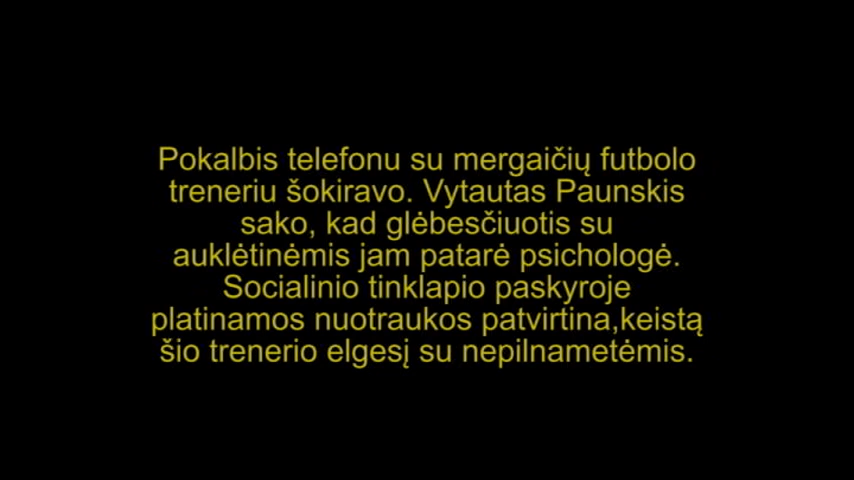 Pokalbis telefonu su mergaičių futbolo
treneriu šokiravo. Vytautas Paunskis
sako, kad glėbesčiuotis su
auklėtinėmis jam patarė psichologė.
Socialinio tinklapio paskyroje
platinamos nuotraukos patvirtina,keistą
šio trenerio elgesį su nepilnametėmis.